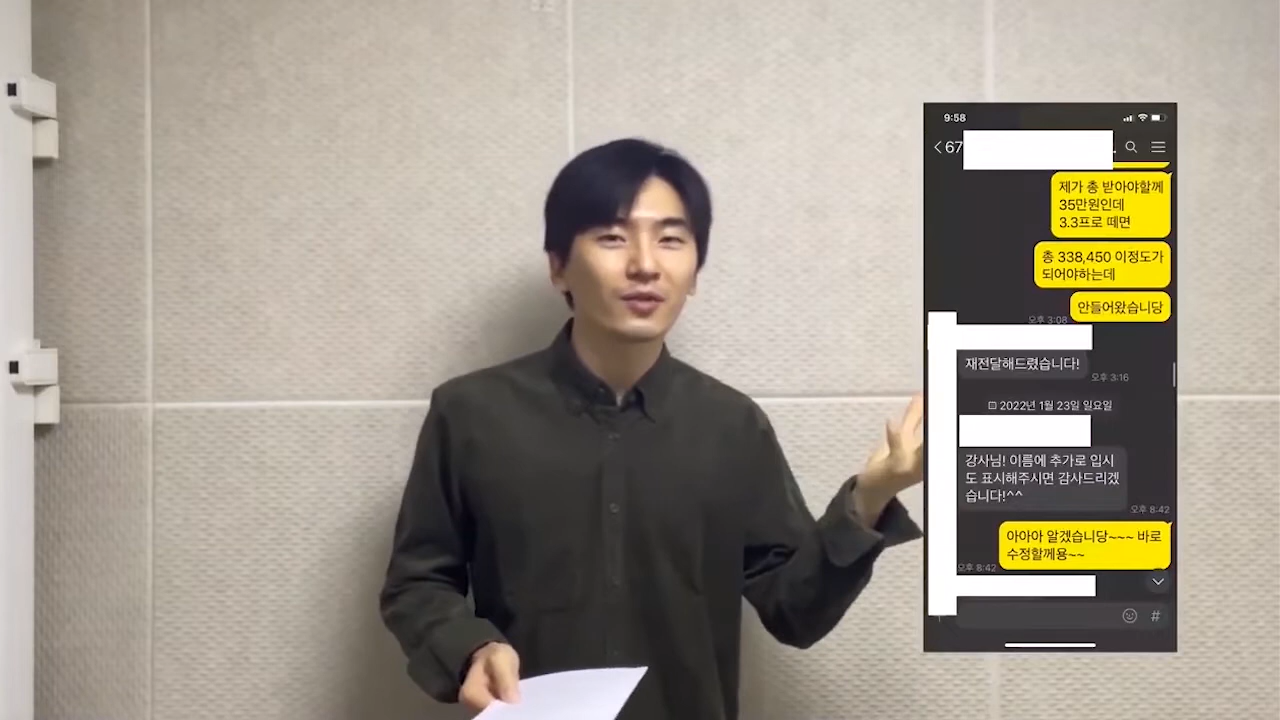 9:58
67
제가 총 받아야할께
35만원인데
3.3프로 떼면
총 338,450 이정도가
되어야하는데
안들어왔습니당
오후 3:08
재전달해드렸습니다!
오후 3:16
2022년 1월 23일 일요일
강사님! 이름에 추가로 입시
도 표시해주시면 감사드리겠
습니다!^^
오후 8:42
아아아 알겠습니당~~~ 바로
수정할께용~~
오후 8:42
#